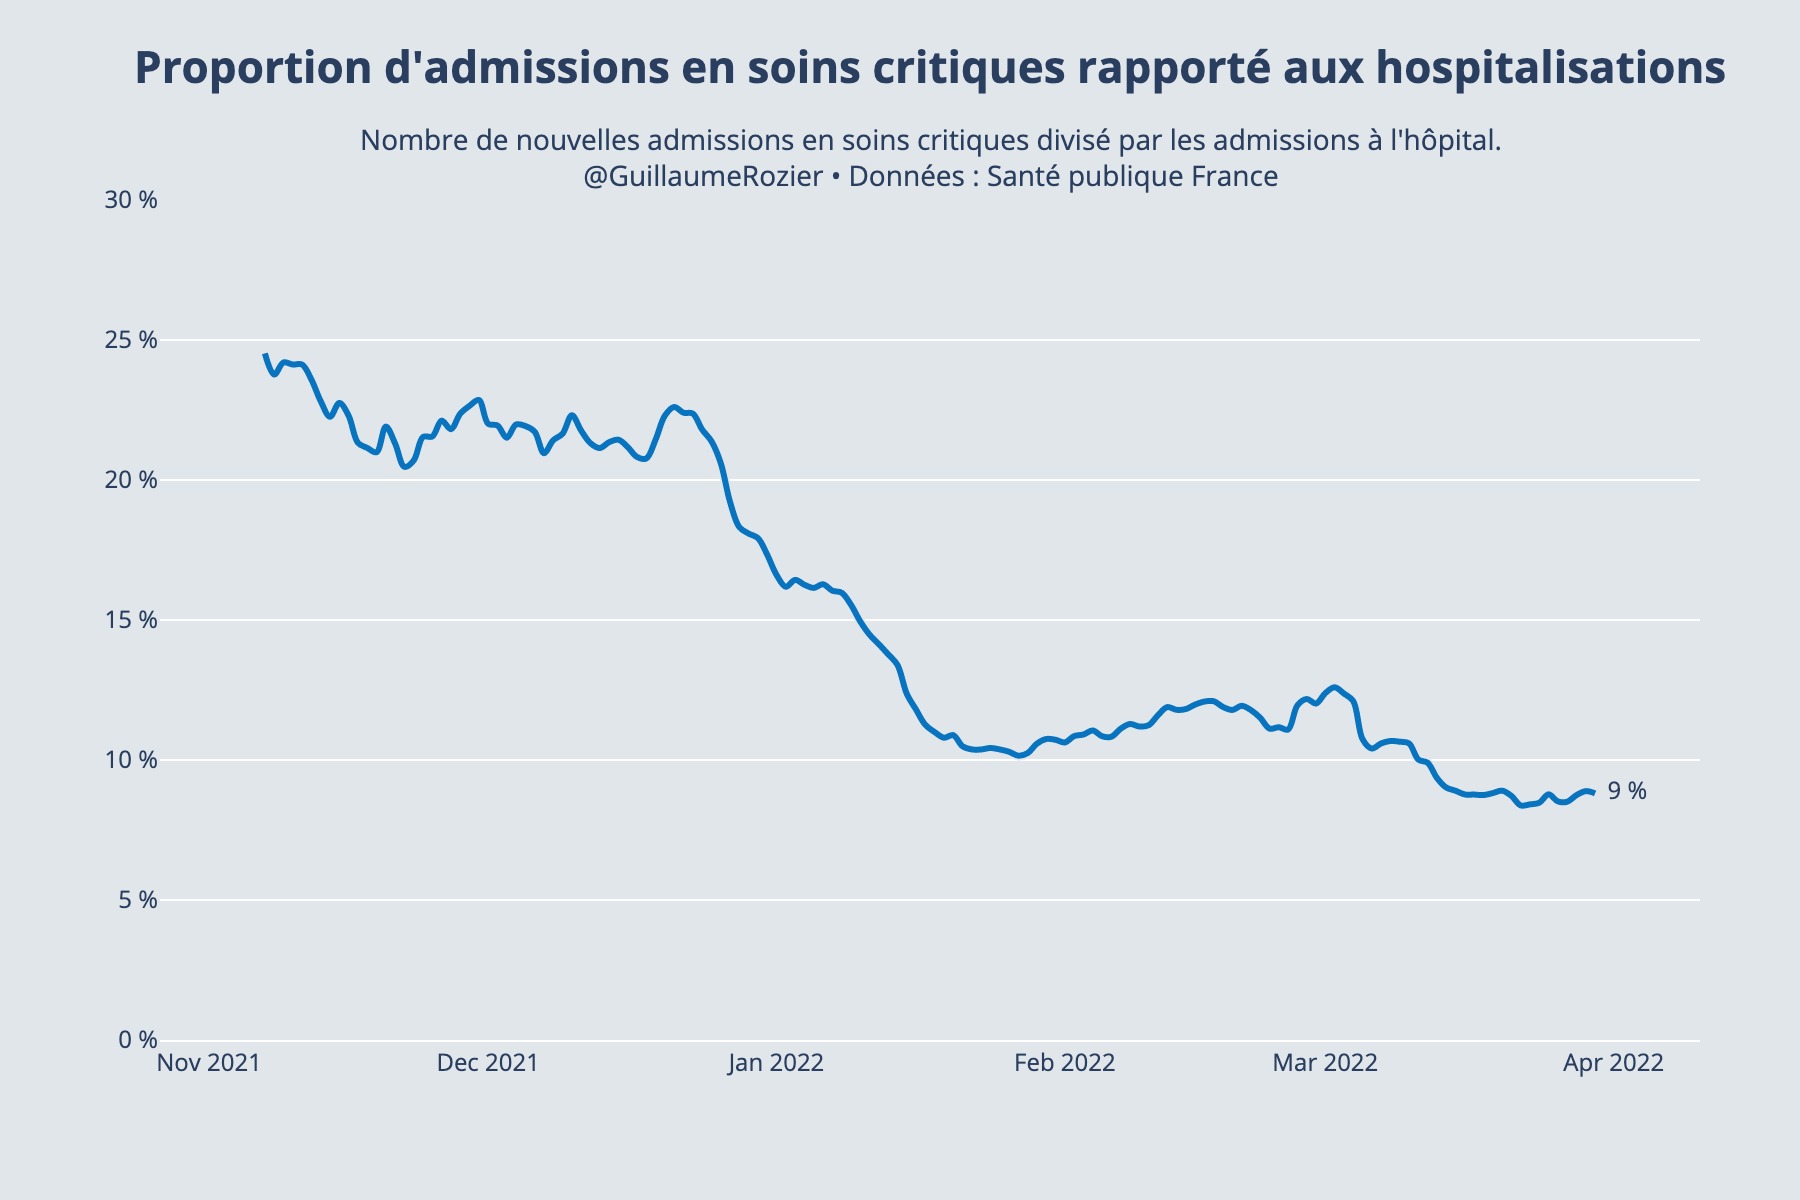 Proportion d'admissions en soins critiques rapporté aux hospitalisations
Nombre de nouvelles admissions en soins critiques divisé par les admissions à l'hôpital.
@GuillaumeRozier • Données : Santé publique France
30 %
25 %
20 %
15 %
10 %
9 %
5 %
0 %
Nov 2021 Dec 2021 Jan 2022 Feb 2022 Mar 2022 Apr 2022